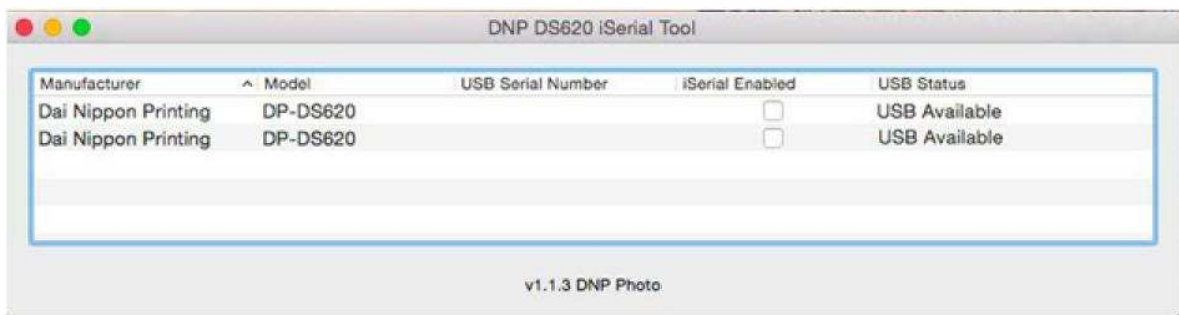 DNP DS620 iSerial Tool
Manufacturer Model USB Serial Number iSerial Enabled USB Status
Dai Nippon Printing DP-DS620 USB Available
Dai Nippon Printing DP-DS620 USB Available
v1.1.3 DNP Photo